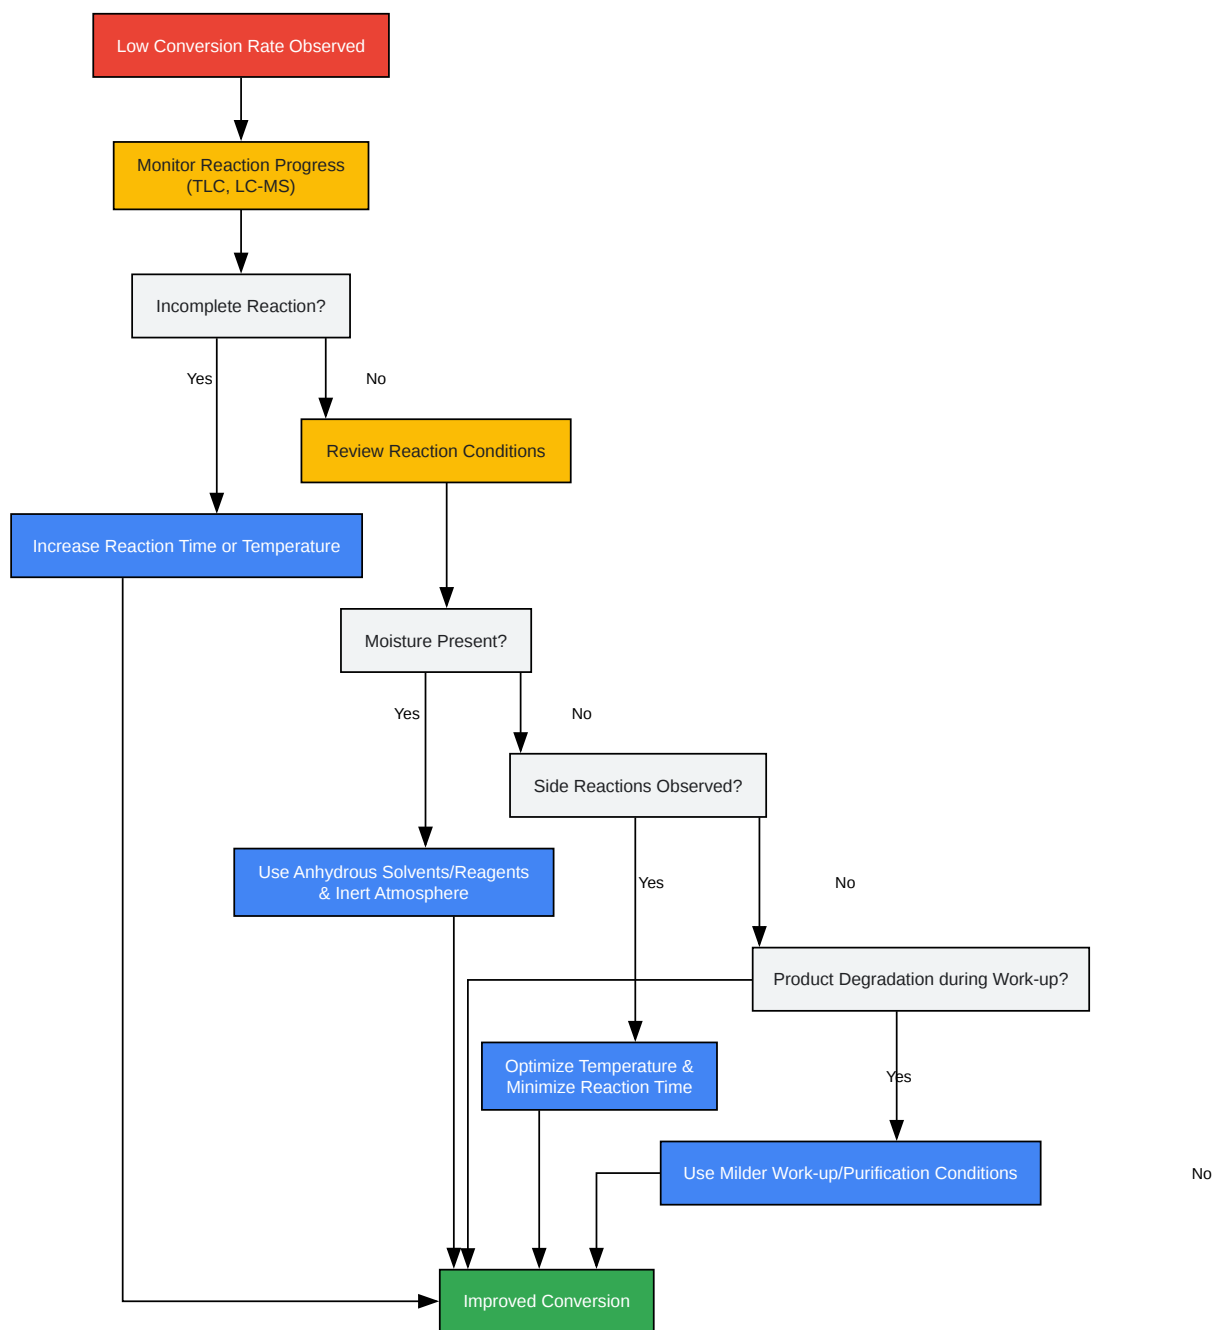 Low Conversion Rate Observed
Monitor Reaction Progress
(TLC, LC-MS)
Incomplete Reaction?
Yes
No
Review Reaction Conditions
Increase Reaction Time or Temperature
Moisture Present?
Yes
No
Side Reactions Observed?
Use Anhydrous Solvents/Reagents
& Inert Atmosphere
Yes
No
Product Degradation during Work-up?
Optimize Temperature &
Minimize Reaction Time
Yes
Use Milder Work-up/Purification Conditions
No
Improved Conversion